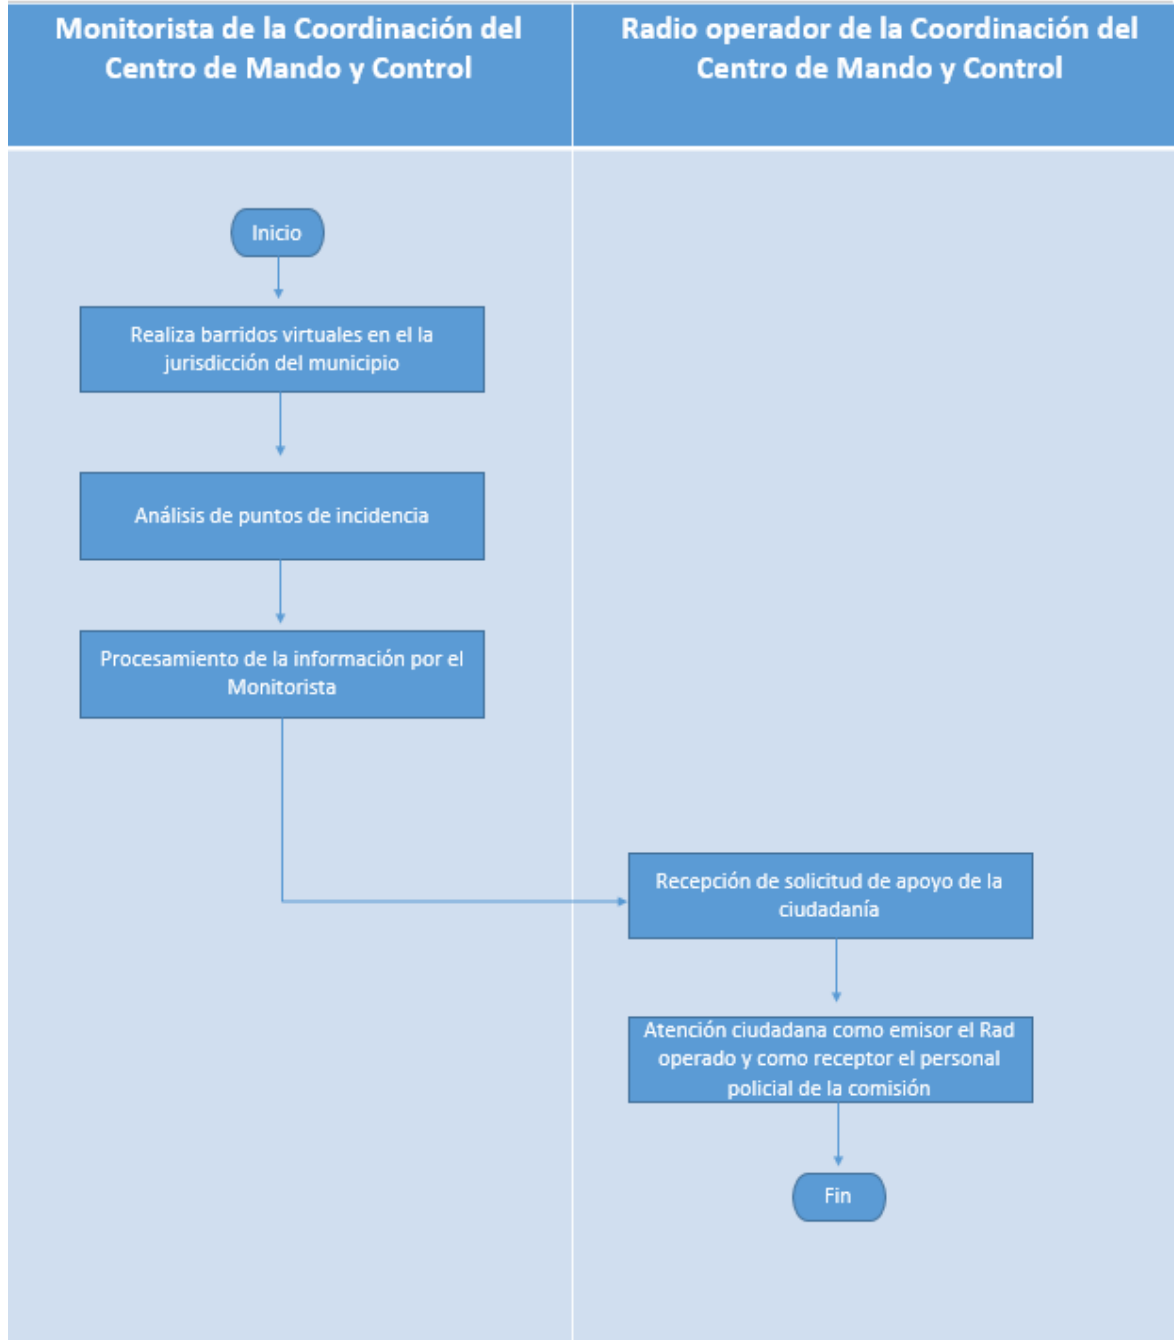 Monitorista de la Coordinación del
Centro de Mando y Control
Radio operador de la Coordinación del
Centro de Mando y Control
Inicio
Realiza barridos virtuales en el la
jurisdicción del municipio
Análisis de puntos de incidencia
Procesamiento de la información por el
Monitorista
Recepción de solicitud de apoyo de la
ciudadanía
Atención ciudadana como emisor el Rad
operado y como receptor el personal
policial de la comisión
Fin